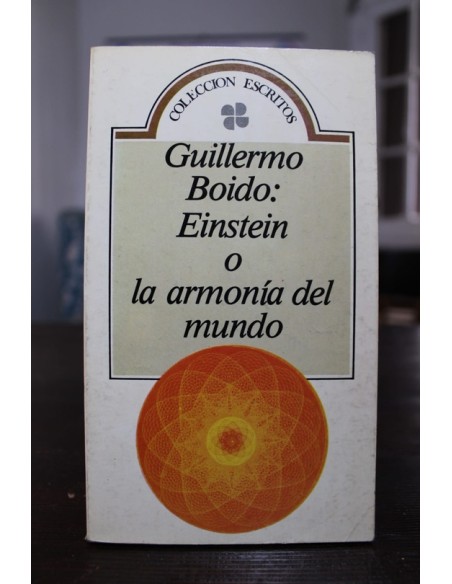 COLECCION ESCRITOS
Guillermo
Boido:
Einstein
o
la armonía del
mundo